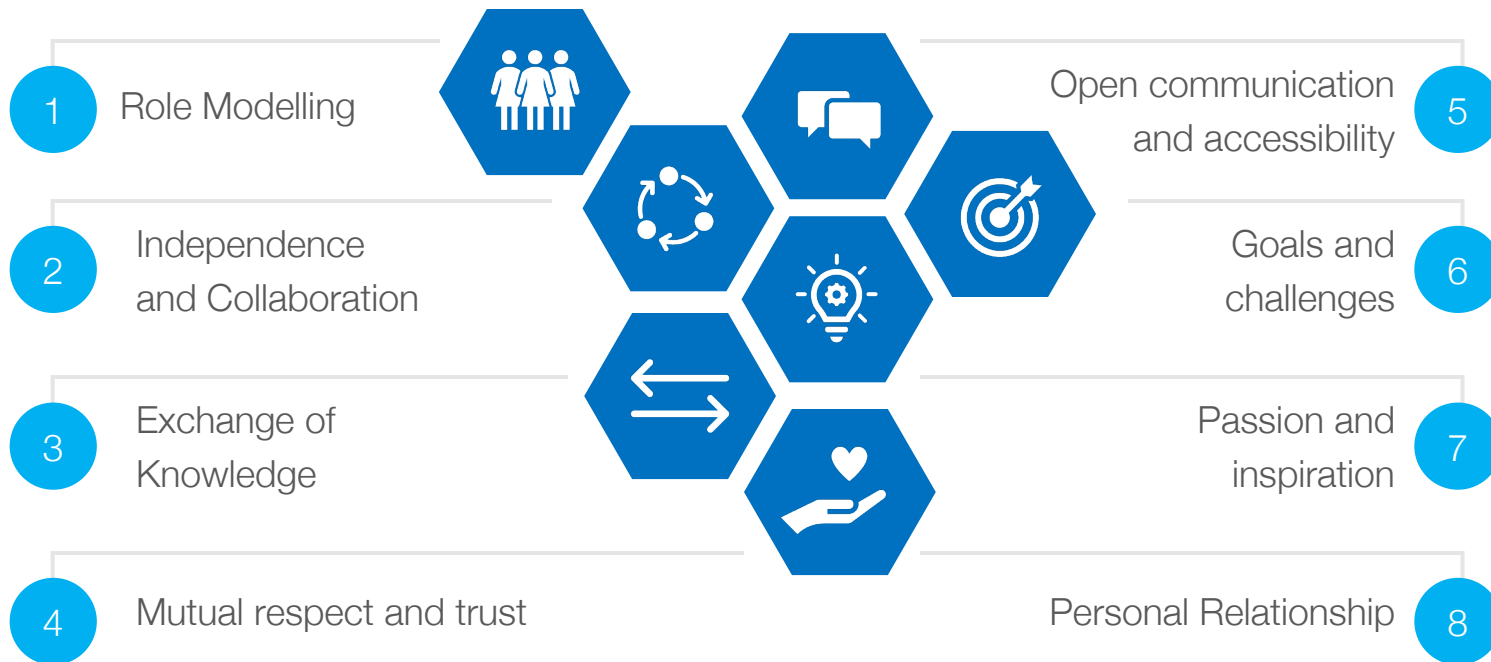 1
Role Modelling
2
Independence
and Collaboration
3
Exchange of
Knowledge
4
Mutual respect and trust
5
Open communication
and accessibility
6
Goals and
challenges
7
Passion and
inspiration
8
Personal Relationship